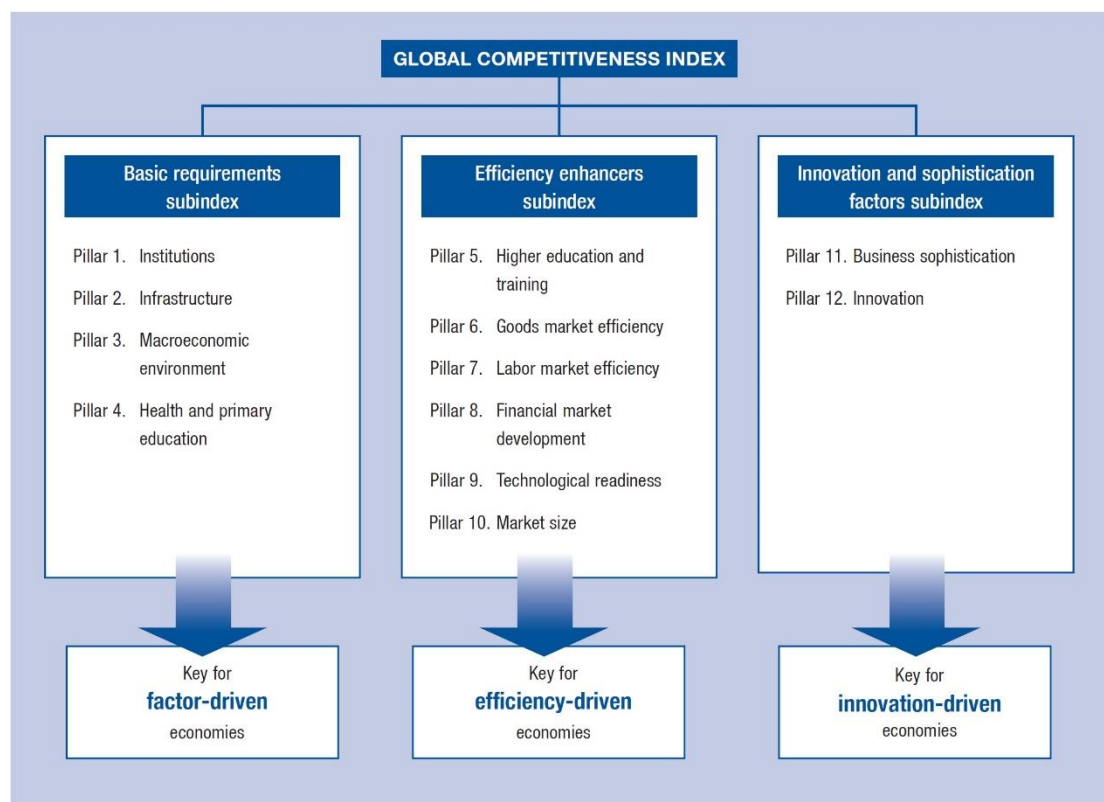 GLOBAL COMPETITIVENESS INDEX
Basic requirements
subindex
Pillar 1. Institutions
Pillar 2. Infrastructure
Pillar 3. Macroeconomic
environment
Pillar 4. Health and primary
education
Key for
factor-driven
economies
Efficiency enhancers
subindex
Pillar 5. Higher education and
training
Pillar 6. Goods market efficiency
Pillar 7. Labor market efficiency
Pillar 8. Financial market
development
Pillar 9. Technological readiness
Pillar 10. Market size
Key for
efficiency-driven
economies
Innovation and sophistication
factors subindex
Pillar 11. Business sophistication
Pillar 12. Innovation
Key for
innovation-driven
economies